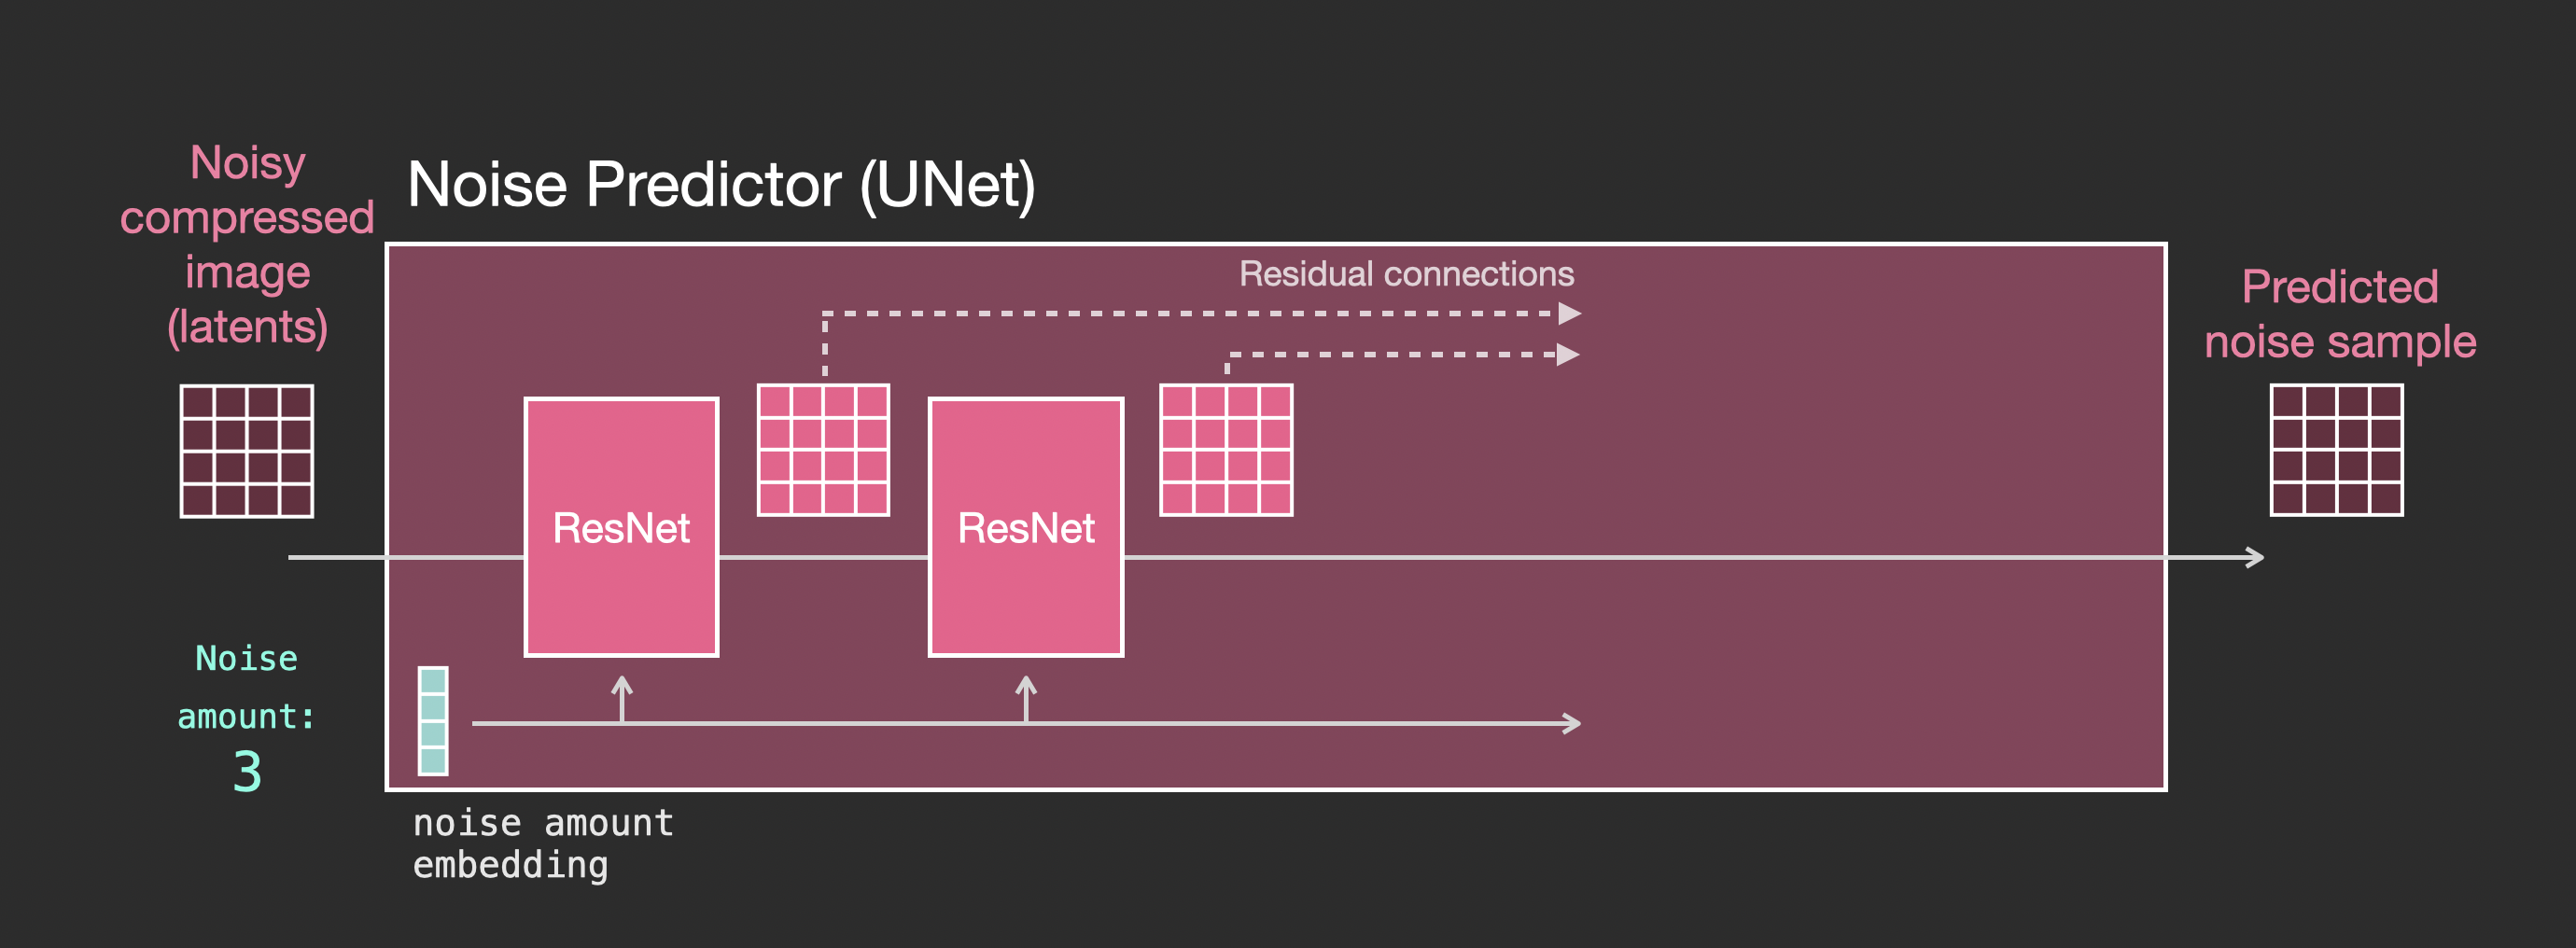 Noisy
compressed
image
(latents)
Noise Predictor (UNet)
Residual connections
Predicted
noise sample
ResNet
ResNet
Noise
amount:
3
noise amount
embedding